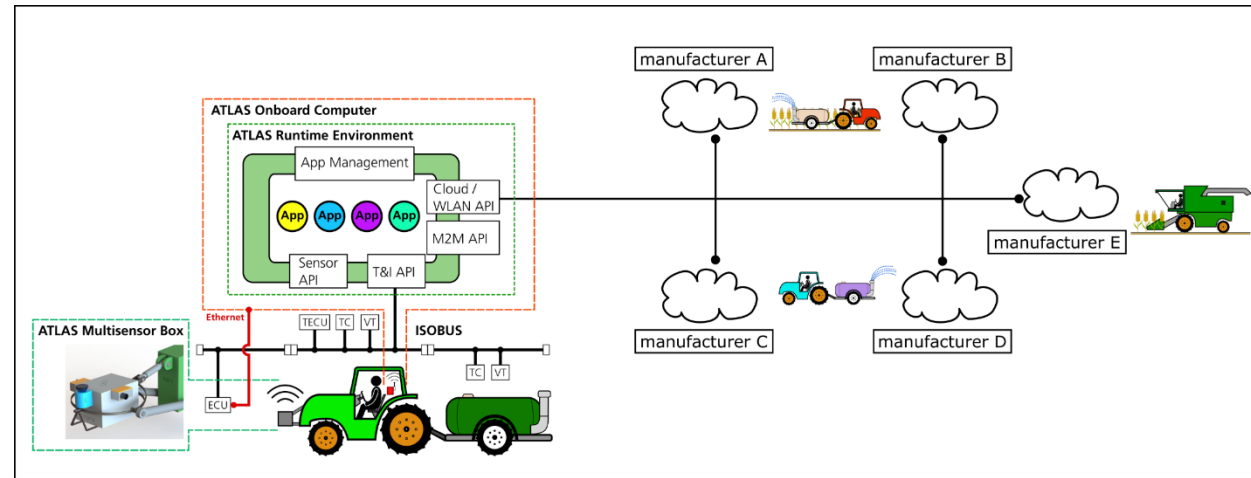 manufacturer A
manufacturer B
ATLAS Onboard Computer
ATLAS Runtime Environment
App Management
Cloud /
WLAN API
App
App
App
App
M2M API
manufacturer E
Sensor
API
T&I API
Ethernet
ATLAS Multisensor Box
TECU
TC
VT
ISOBUS
manufacturer C
manufacturer D
TC
VT
ECU